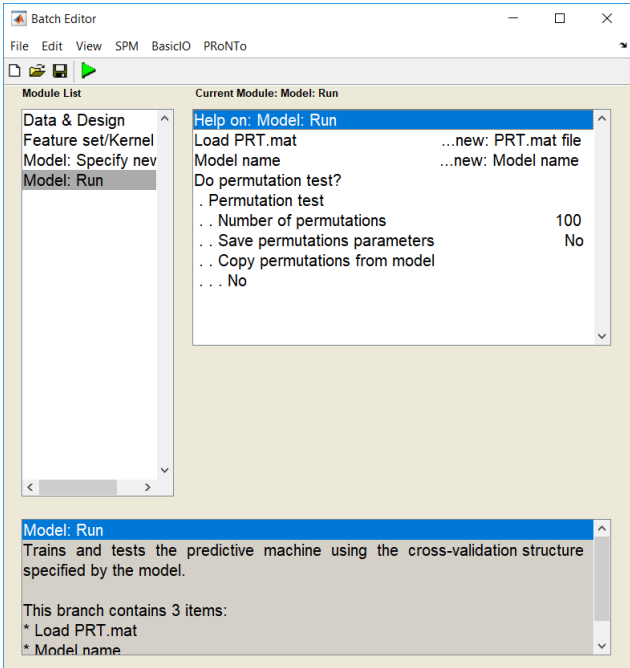 Batch Editor
File Edit View SPM BasicIO PRoNTo
Module List
Current Module: Model: Run
Data & Design
Feature set/Kernel
Model: Specify new
Model: Run
Help on: Model: Run
Load PRT.mat ...new: PRT.mat file
Model name ...new: Model name
Do permutation test?
. Permutation test
. . Number of permutations 100
. . Save permutations parameters No
. . Copy permutations from model
. . . No
Model: Run
Trains and tests the predictive machine using the cross-validation structure
specified by the model.
This branch contains 3 items:
* Load PRT.mat
* Model name